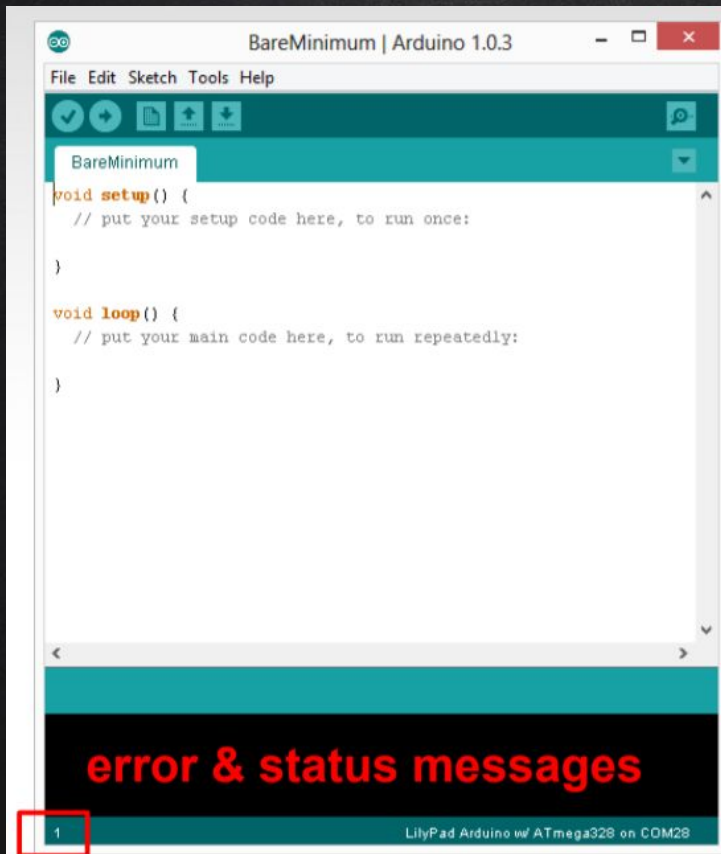 BareMinimum | Arduino 1.0.3
File Edit Sketch Tools Help
BareMinimum
void setup() {
// put your setup code here, to run once:
}
void loop() {
// put your main code here, to run repeatedly:
}
error & status messages
1
LilyPad Arduino w/ ATmega328 on COM28